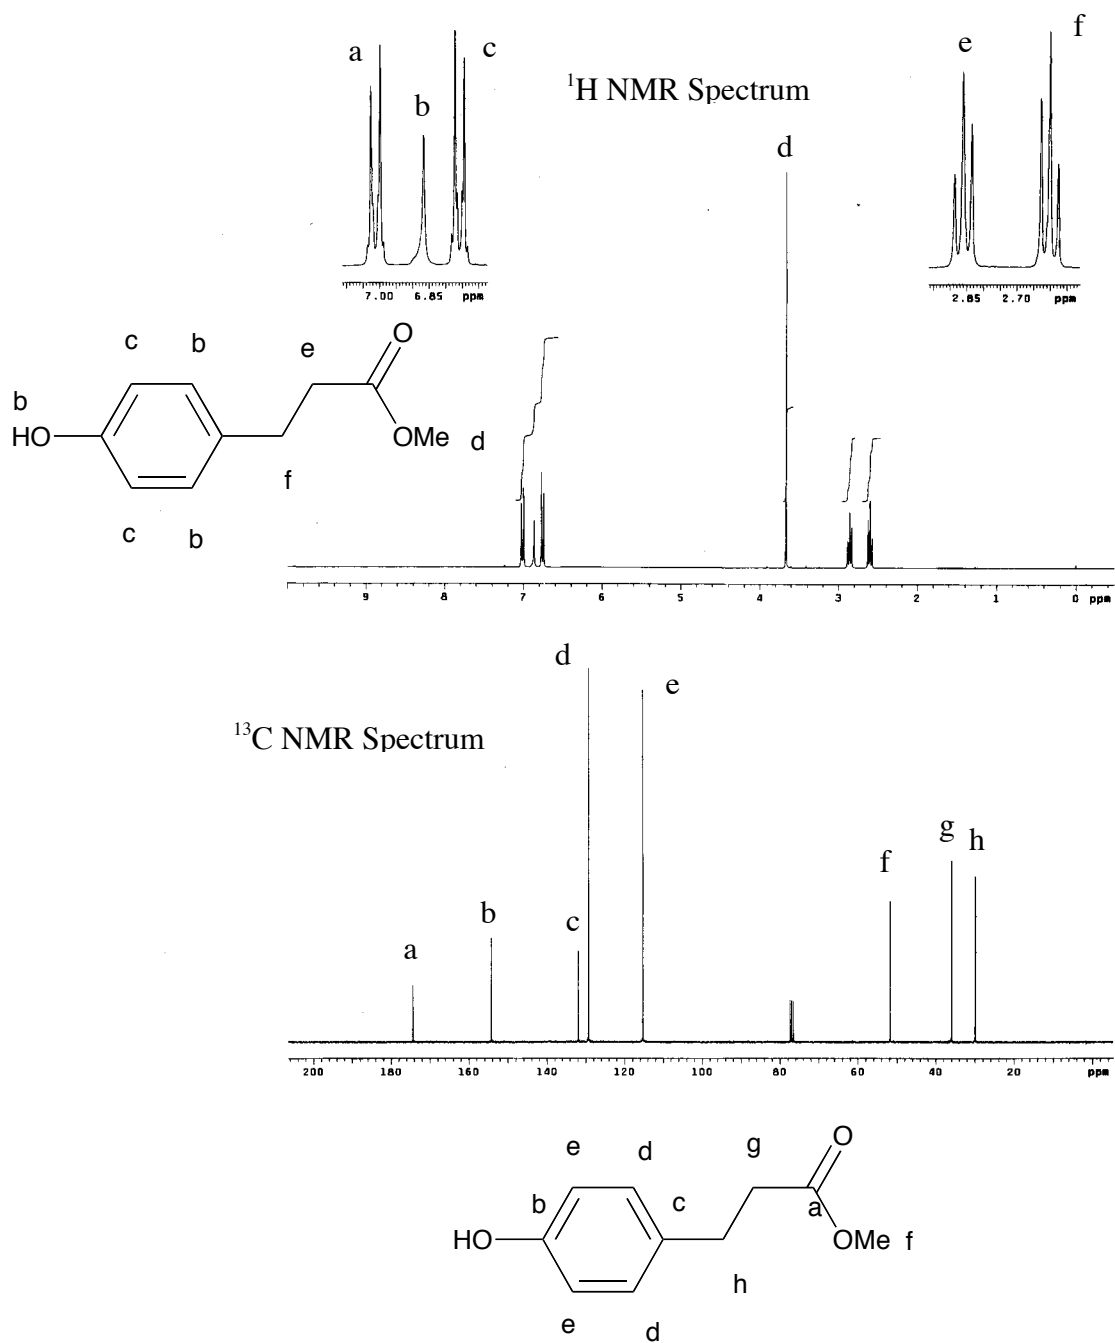 a
c
b
¹H NMR Spectrum
d
e
f
7.00 6.85 ppm
2.85 2.70 ppm
c
b
e
O
b
HO
OMe
d
f
c
b
9 8 7 6 5 4 3 2 1 0 ppm
d
e
¹³C NMR Spectrum
a
b
c
f
g
h
200 180 160 140 120 100 80 60 40 20 ppm
e
d
g
O
b
c
a
HO
OMe
f
h
e
d